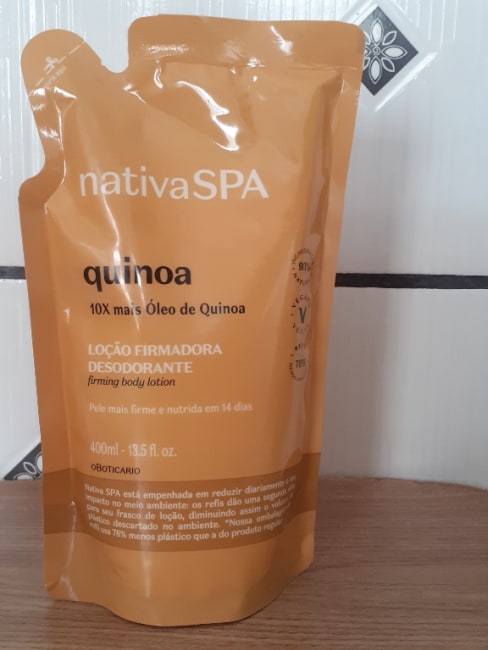 nativaSPA
quinoa
10X mais Óleo de Quinoa
LOÇÃO FIRMADORA
DESODORANTE
firming body lotion
Pele mais firme e nutrida em 14 dias
400ml - 13.5 fl. oz.
oBOTICÁRIO
Nativa SPA está empenhada em reduzir diariamente o seu
impacto no meio ambiente: os refis dão uma segunda
para seu frasco de loção, diminuindo assim o
plástico descartado no ambiente. *Nossa
refil usa 76% menos plástico que a do produto